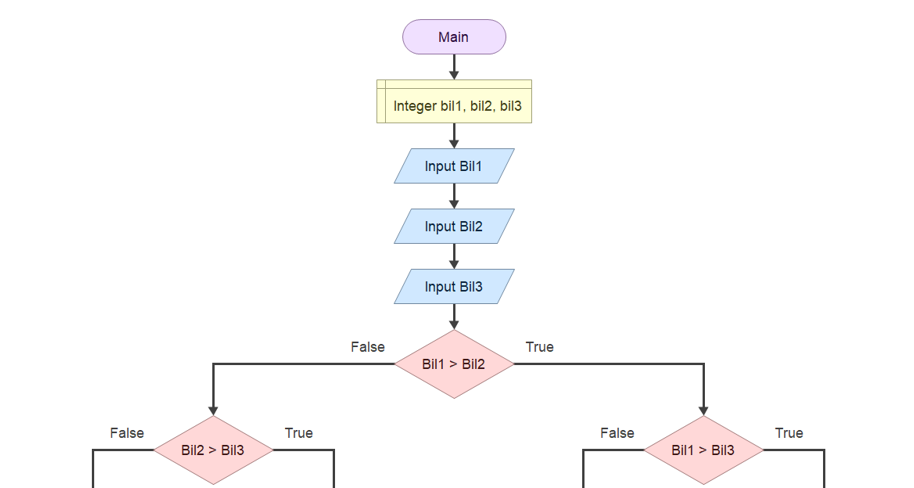 Main
Integer bil1, bil2, bil3
Input Bil1
Input Bil2
Input Bil3
False
True
Bil1 > Bil2
False
True
False
True
Bil2 > Bil3
Bil1 > Bil3